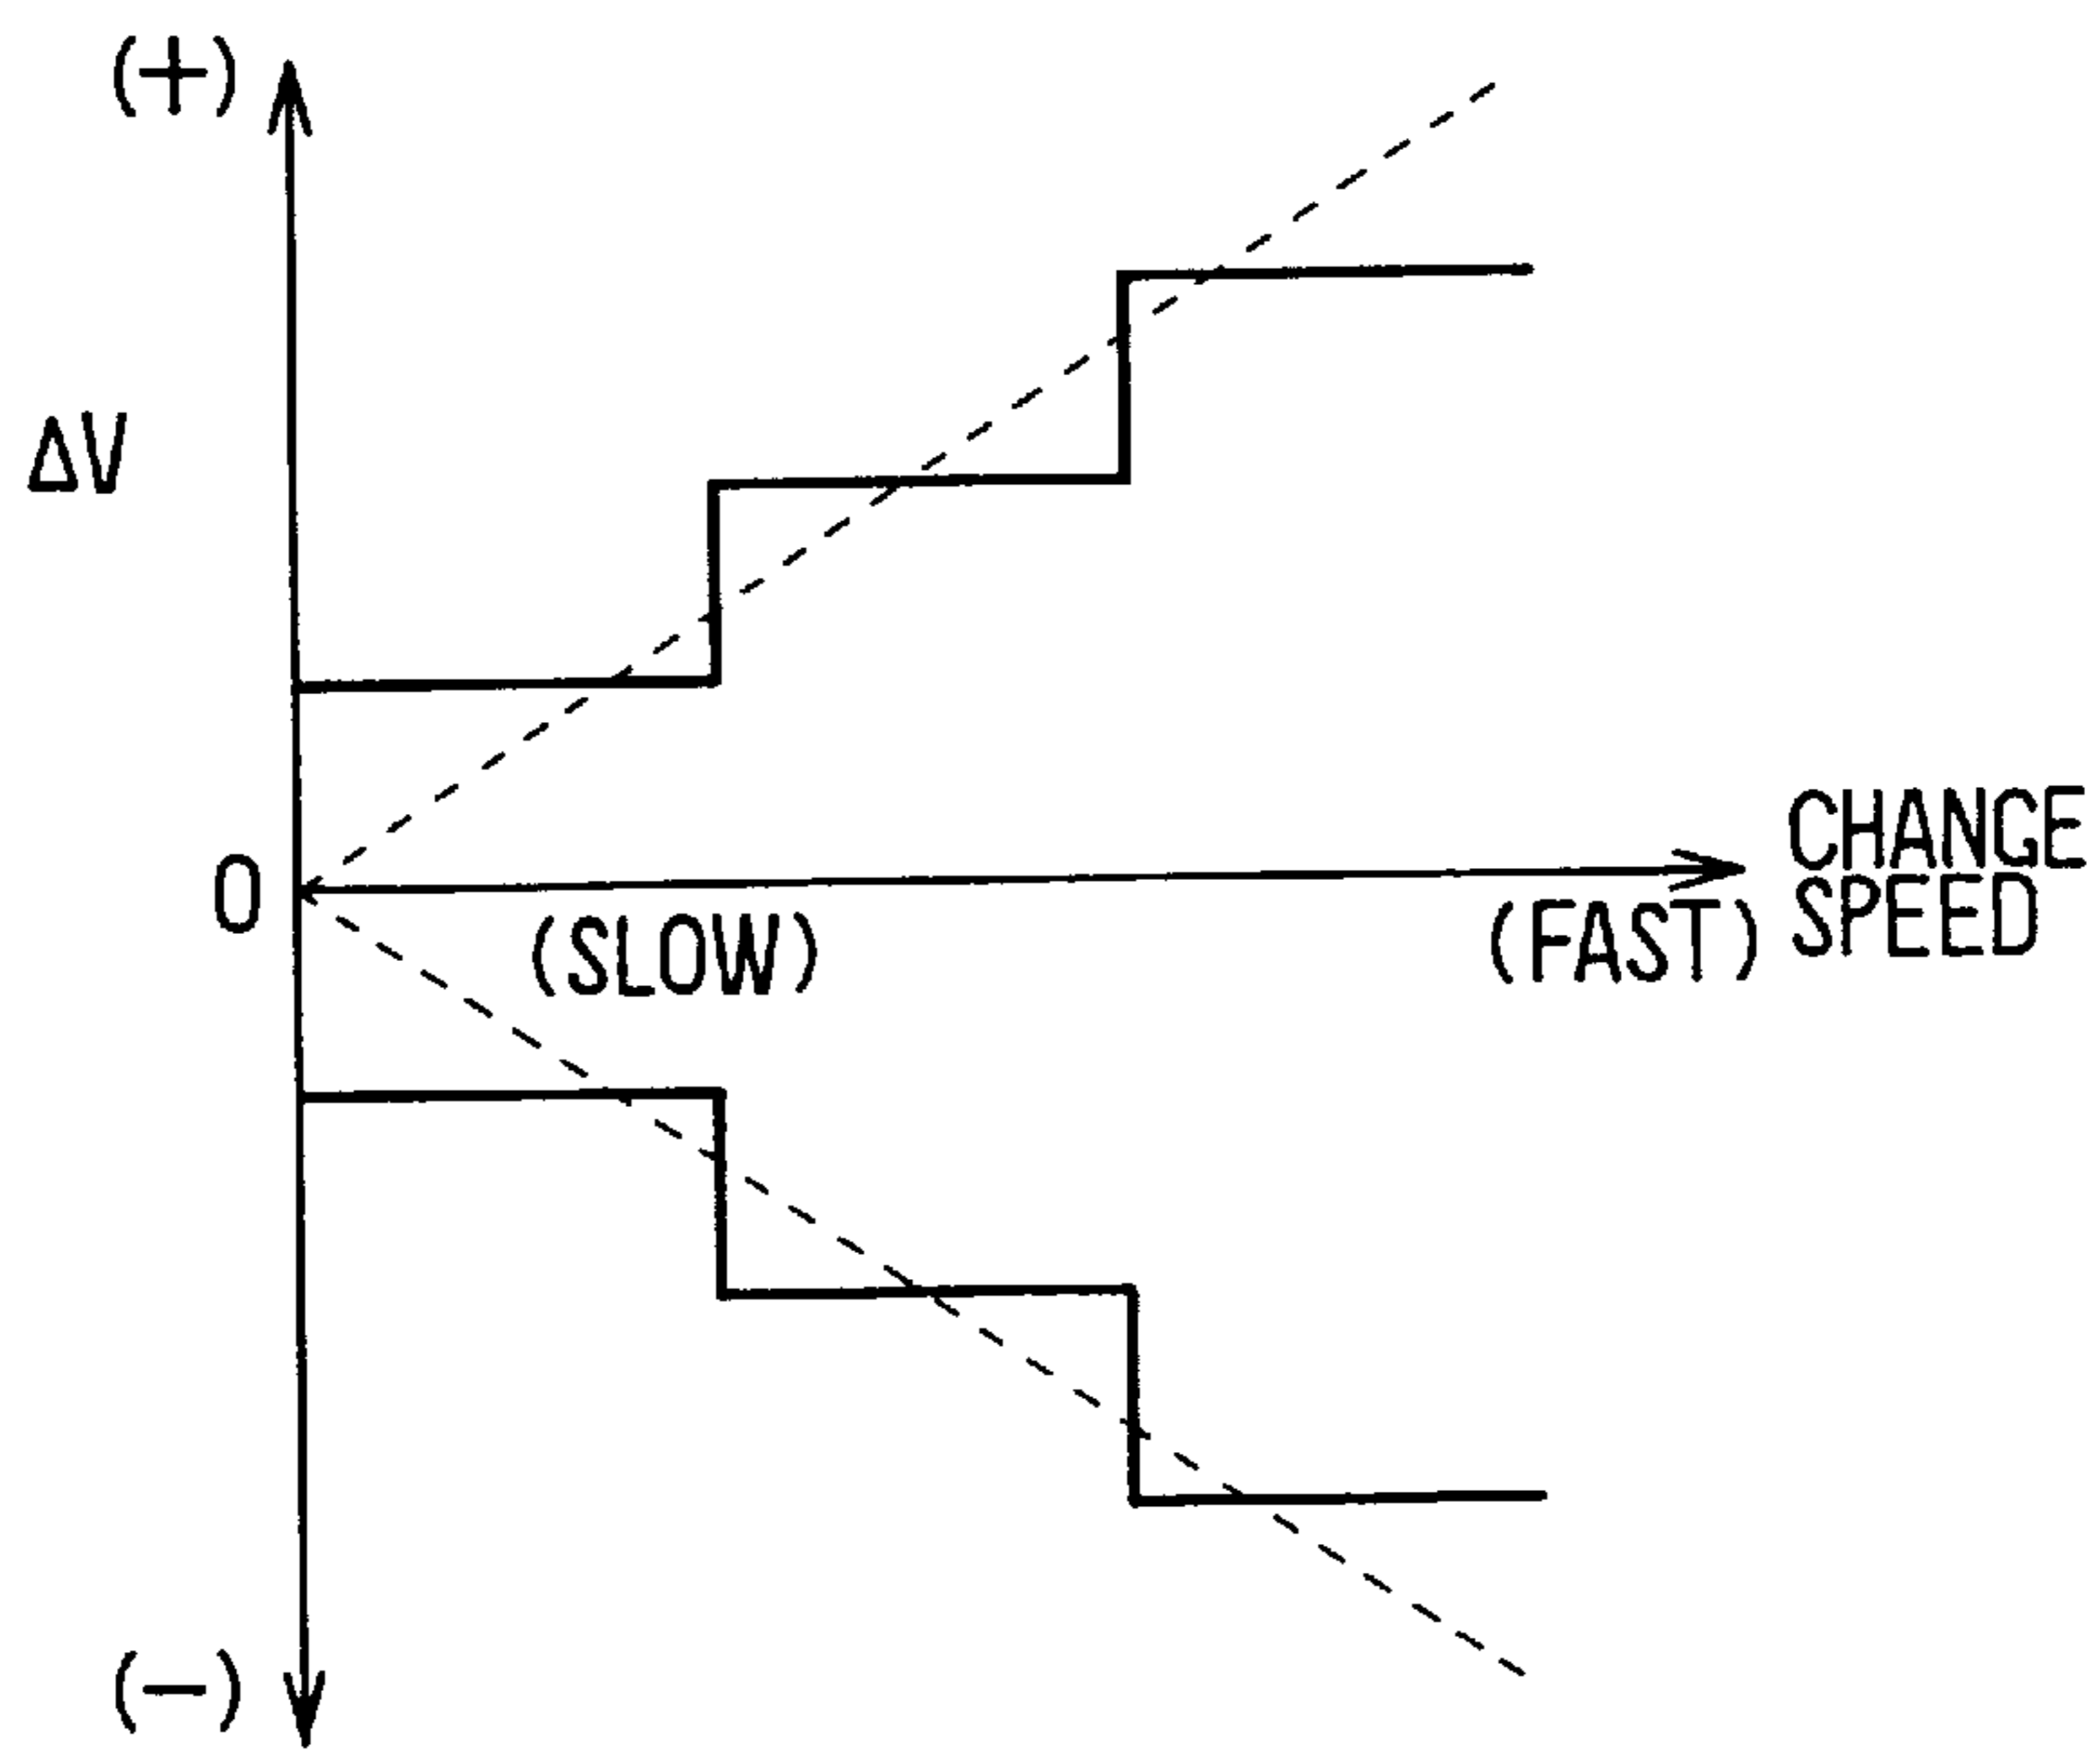 (+)
ΔV
CHANGE
SPEED
0
(SLOW)
(FAST)
(−)